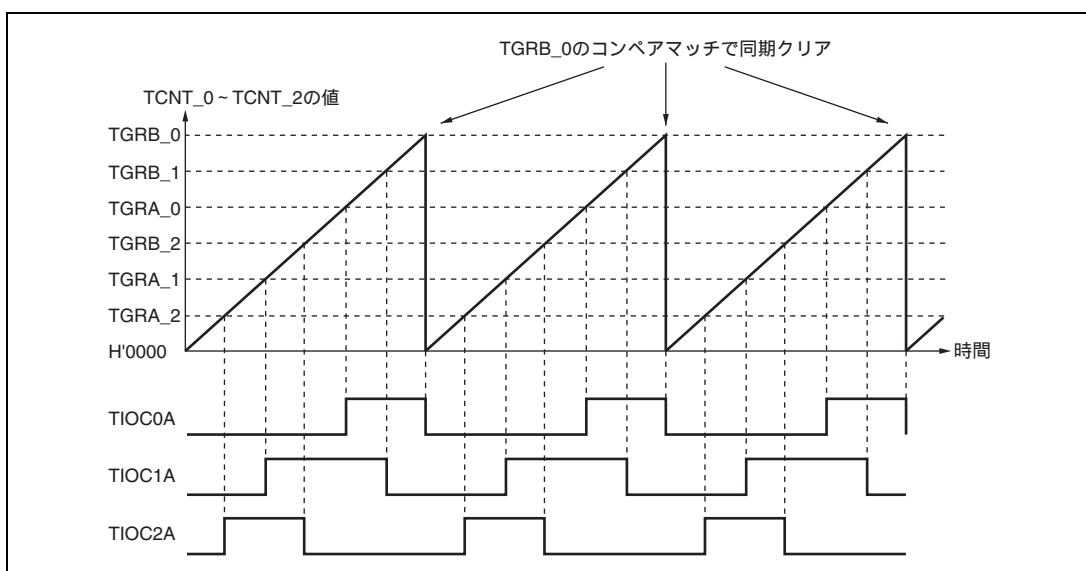 TGRB_0のコンペアマッチで同期クリア
TCNT_0~TCNT_2の値
TGRB_0
TGRB_1
TGRA_0
TGRB_2
TGRA_1
TGRA_2
H'0000
時間
TIOC0A
TIOC1A
TIOC2A